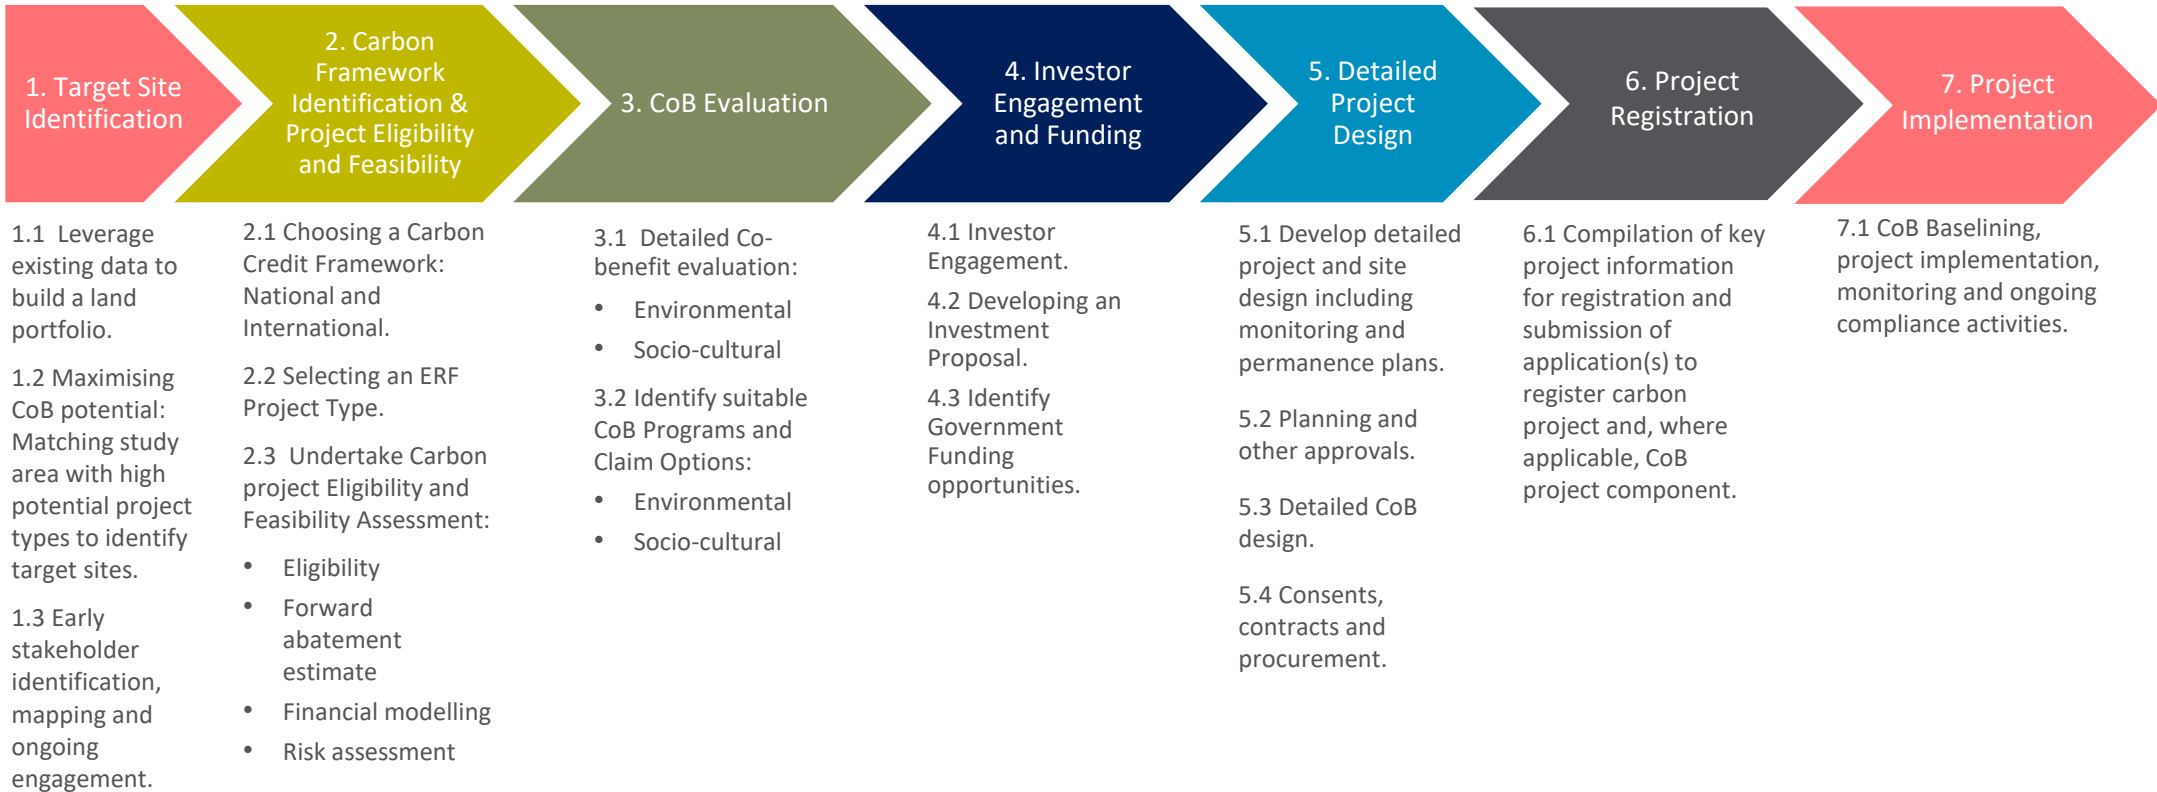 1. Target Site
Identification
2. Carbon
Framework
Identification &
Project Eligibility
and Feasibility
3. CoB Evaluation
4. Investor
Engagement
and Funding
5. Detailed
Project
Design
6. Project
Registration
7. Project
Implementation
1.1 Leverage
existing data to
build a land
portfolio.
1.2 Maximising
CoB potential:
Matching study
area with high
potential project
types to identify
target sites.
1.3 Early
stakeholder
identification,
mapping and
ongoing
engagement.
2.1 Choosing a Carbon
Credit Framework:
National and
International.
2.2 Selecting an ERF
Project Type.
2.3 Undertake Carbon
project Eligibility and
Feasibility Assessment:
• Eligibility
• Forward
abatement
estimate
• Financial modelling
• Risk assessment
3.1 Detailed Co-
benefit evaluation:
• Environmental
• Socio-cultural
3.2 Identify suitable
CoB Programs and
Claim Options:
• Environmental
• Socio-cultural
4.1 Investor
Engagement.
4.2 Developing an
Investment
Proposal.
4.3 Identify
Government
Funding
opportunities.
5.1 Develop detailed
project and site
design including
monitoring and
permanence plans.
5.2 Planning and
other approvals.
5.3 Detailed CoB
design.
5.4 Consents,
contracts and
procurement.
6.1 Compilation of key
project information
for registration and
submission of
application(s) to
register carbon
project and, where
applicable, CoB
project component.
7.1 CoB Baselining,
project implementation,
monitoring and ongoing
compliance activities.